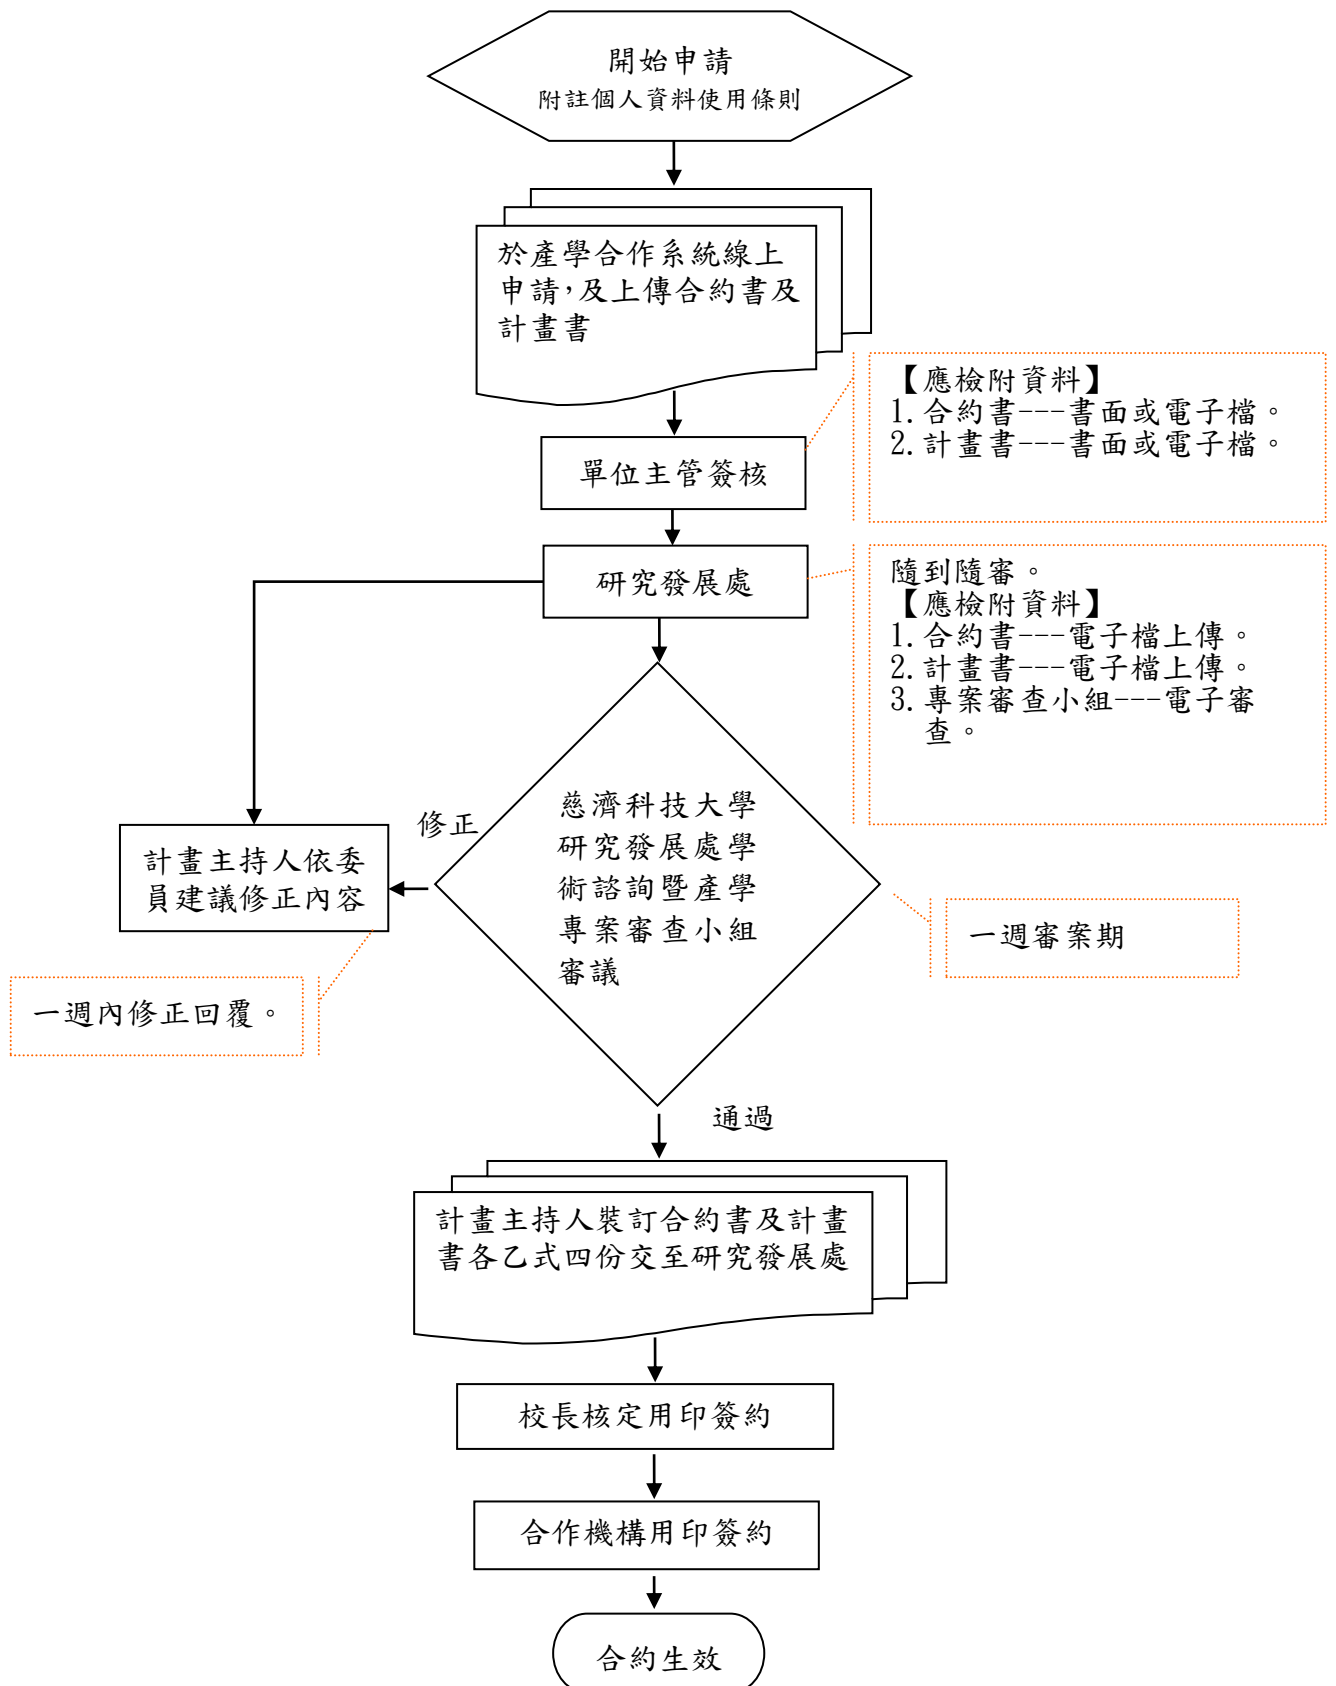 開始申請
附註個人資料使用條則
於產學合作系統線上
申請，及上傳合約書及
計畫書
【應檢附資料】
1.合約書---書面或電子檔。
2.計畫書---書面或電子檔。
單位主管簽核
研究發展處
隨到隨審。
【應檢附資料】
1.合約書---電子檔上傳。
2.計畫書---電子檔上傳。
3.專案審查小組---電子審
查。
修正
計畫主持人依委
員建議修正內容
慈濟科技大學
研究發展處學
術諮詢暨產學
專案審查小組
審議
一週審案期
一週內修正回覆。
通過
計畫主持人裝訂合約書及計畫
書各乙式四份交至研究發展處
校長核定用印簽約
合作機構用印簽約
合約生效